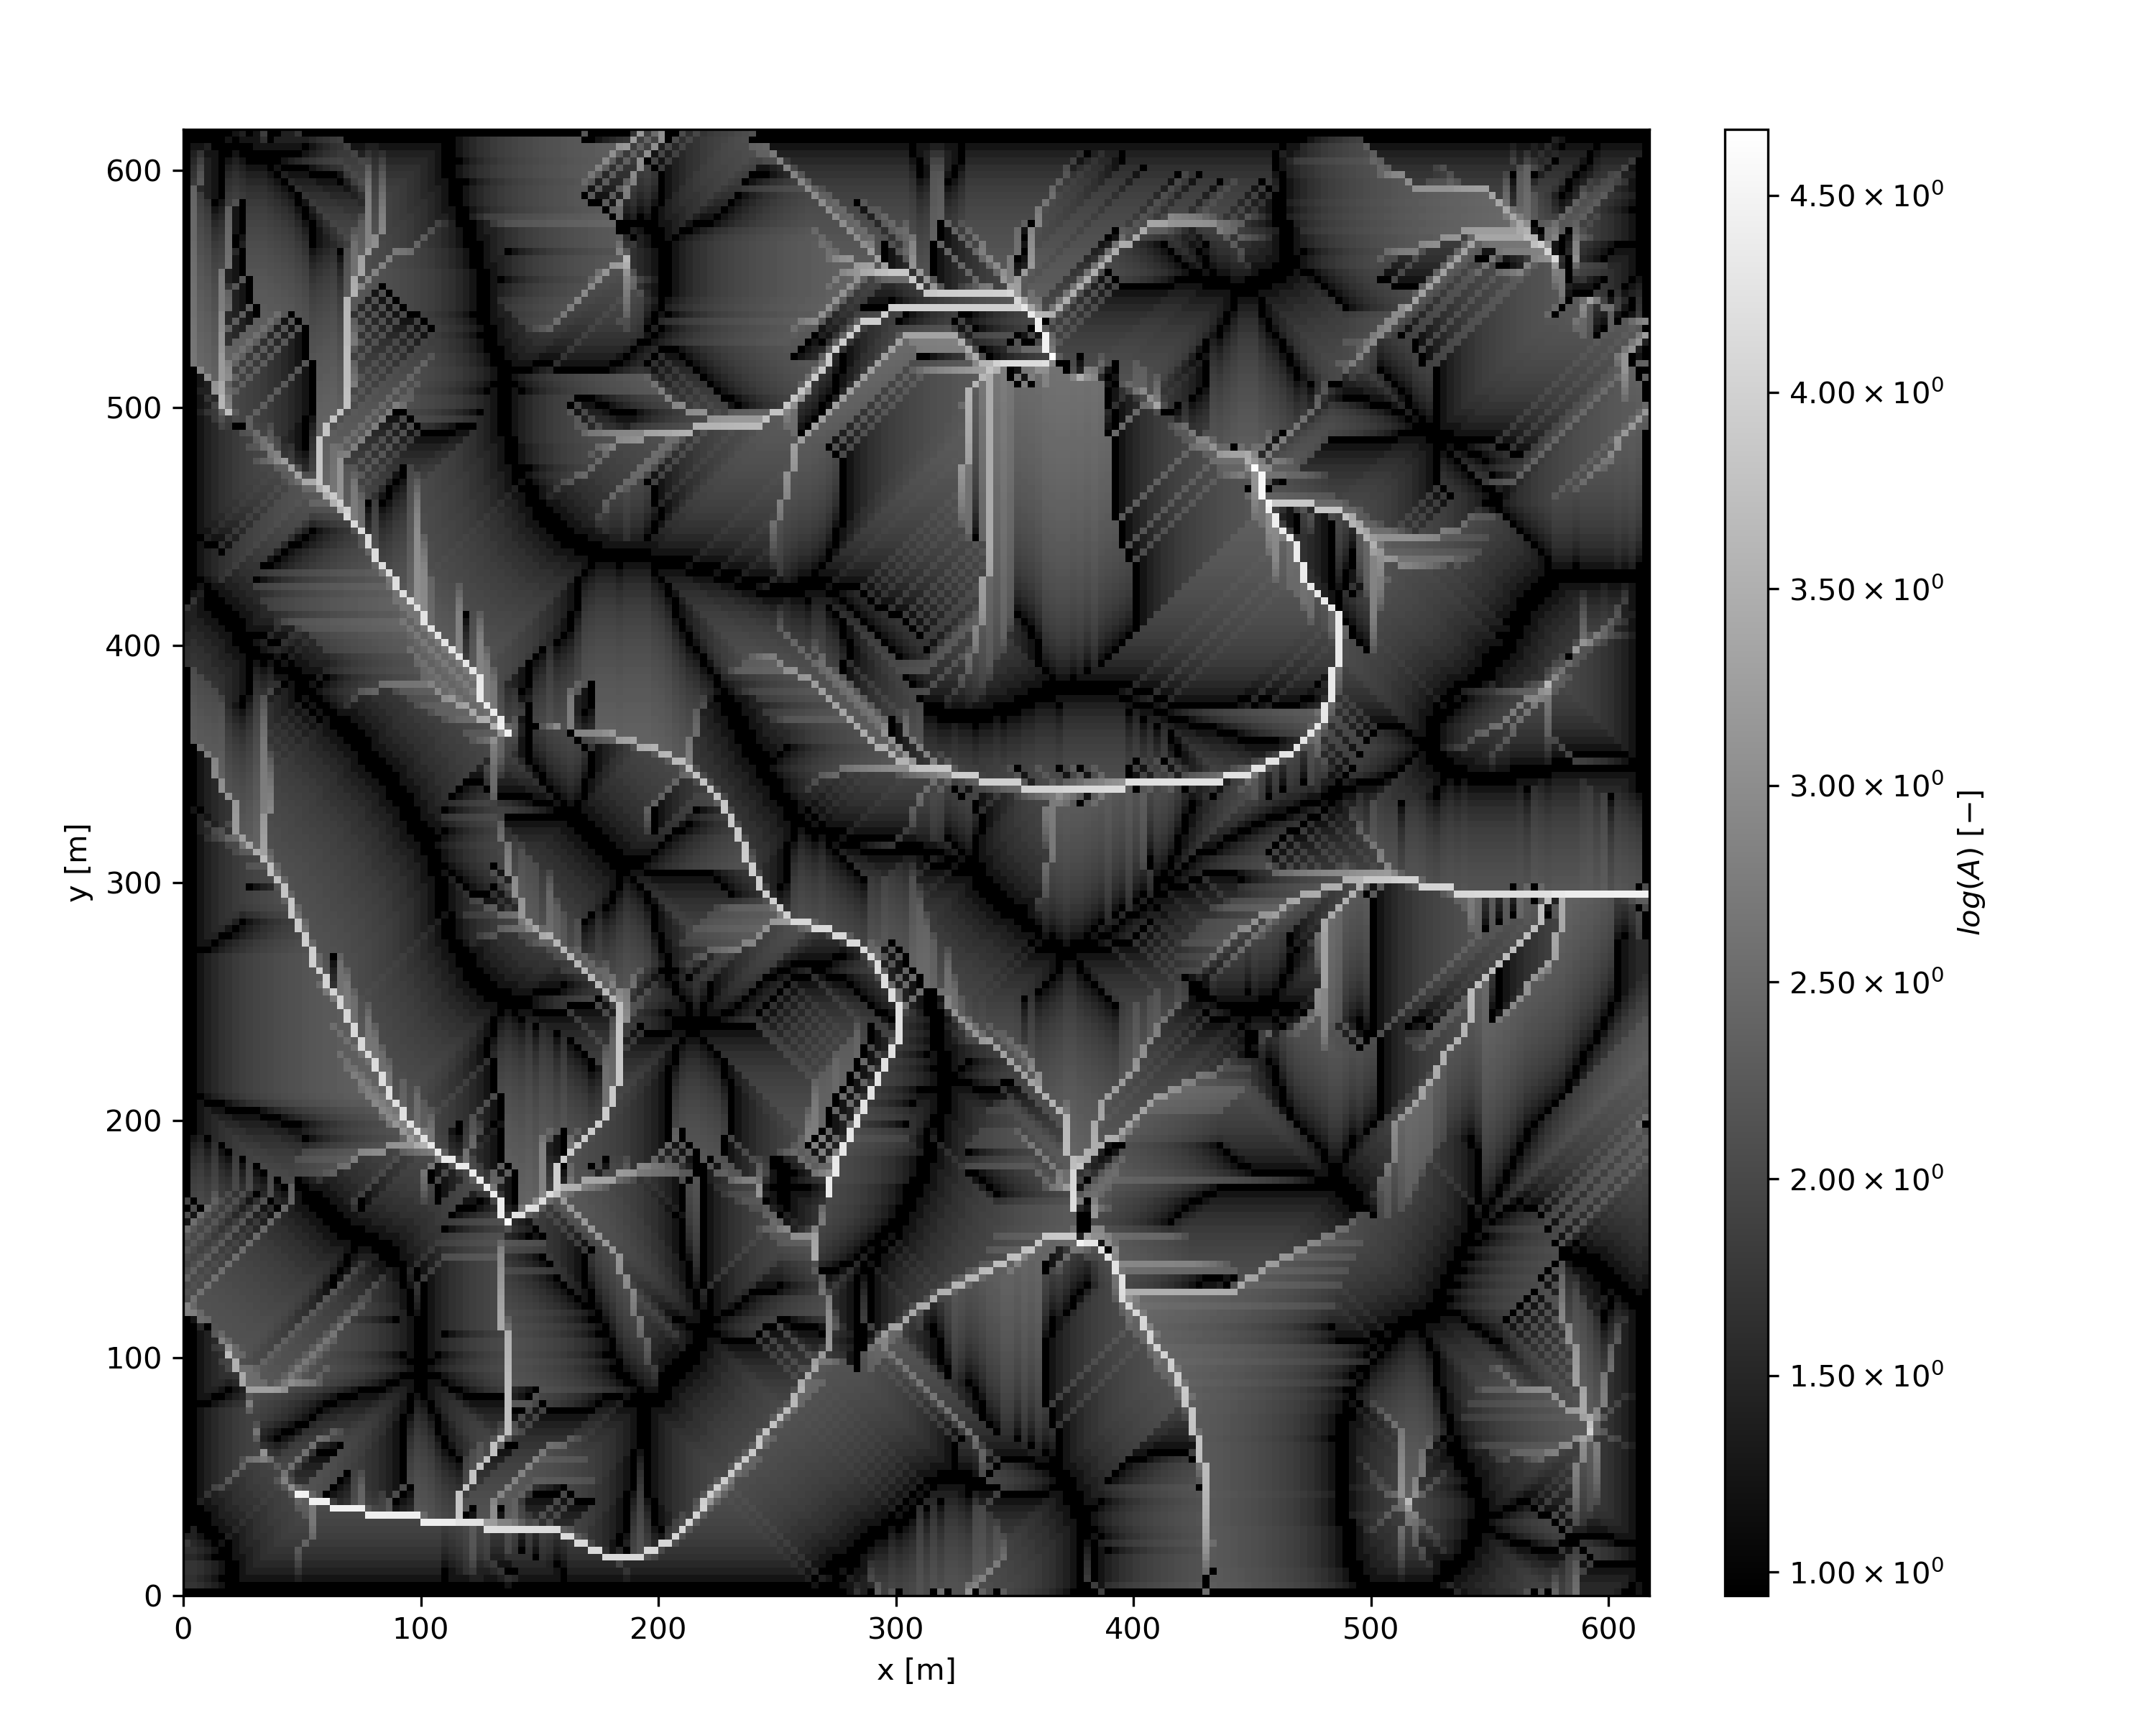 600
500
400
300
200
100
0
y [m]
0 100 200 300 400 500 600
x [m]
4.50 × 10⁰
4.00 × 10⁰
3.50 × 10⁰
3.00 × 10⁰
2.50 × 10⁰
2.00 × 10⁰
1.50 × 10⁰
1.00 × 10⁰
log(A) [−]